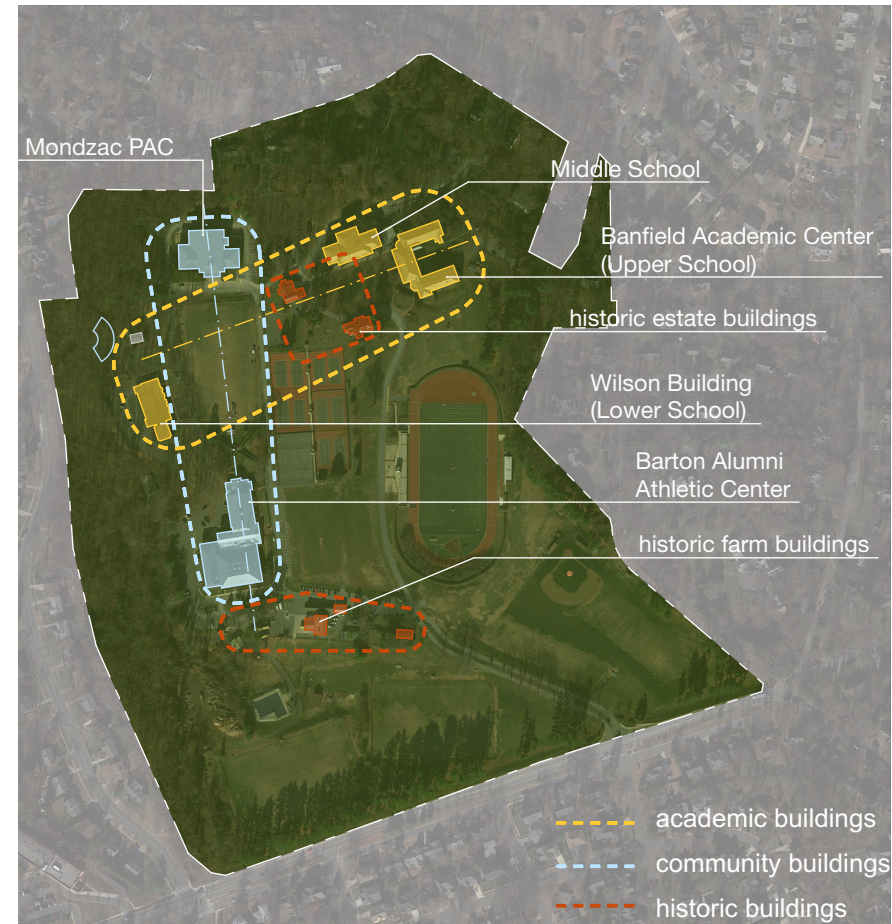 Mondzac PAC
Middle School
Banfield Academic Center
(Upper School)
historic estate buildings
Wilson Building
(Lower School)
Barton Alumni
Athletic Center
historic farm buildings
academic buildings
community buildings
historic buildings